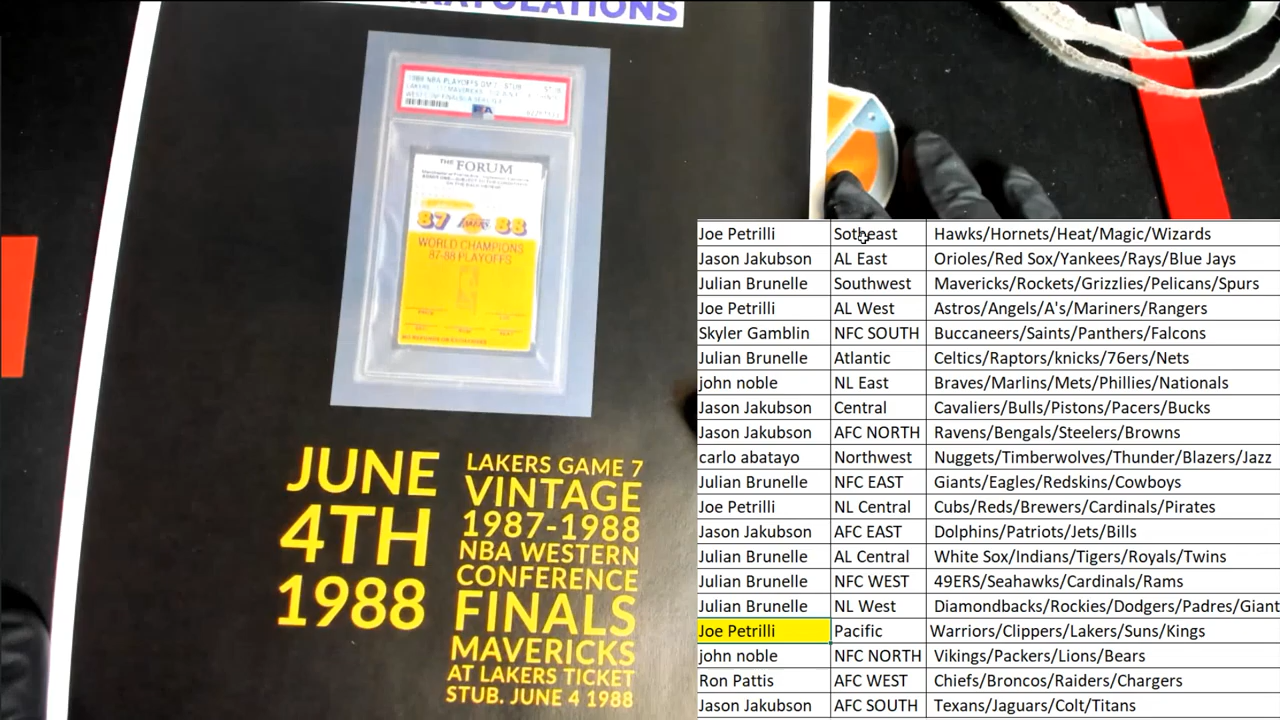 CONGRATULATIONS
1988 NBA PLAYOFFS
STUB
LAKERS
MAVERICKS
THE FORUM
87 LAKERS 88
WORLD CHAMPIONS
87-88 PLAYOFFS
JUNE
4TH
1988
LAKERS GAME 7
VINTAGE
1987-1988
NBA WESTERN
CONFERENCE
FINALS
MAVERICKS
AT LAKERS TICKET
STUB. JUNE 4 1988
Joe Petrilli Sotheast Hawks/Hornets/Heat/Magic/Wizards
Jason Jakubson AL East Orioles/Red Sox/Yankees/Rays/Blue Jays
Julian Brunelle Southwest Mavericks/Rockets/Grizzlies/Pelicans/Spurs
Joe Petrilli AL West Astros/Angels/A's/Mariners/Rangers
Skyler Gamblin NFC SOUTH Buccaneers/Saints/Panthers/Falcons
Julian Brunelle Atlantic Celtics/Raptors/knicks/76ers/Nets
john noble NL East Braves/Marlins/Mets/Phillies/Nationals
Jason Jakubson Central Cavaliers/Bulls/Pistons/Pacers/Bucks
Jason Jakubson AFC NORTH Ravens/Bengals/Steelers/Browns
carlo abatayo Northwest Nuggets/Timberwolves/Thunder/Blazers/Jazz
Julian Brunelle NFC EAST Giants/Eagles/Redskins/Cowboys
Joe Petrilli NL Central Cubs/Reds/Brewers/Cardinals/Pirates
Jason Jakubson AFC EAST Dolphins/Patriots/Jets/Bills
Julian Brunelle AL Central White Sox/Indians/Tigers/Royals/Twins
Julian Brunelle NFC WEST 49ERS/Seahawks/Cardinals/Rams
Julian Brunelle NL West Diamondbacks/Rockies/Dodgers/Padres/Giant
Joe Petrilli Pacific Warriors/Clippers/Lakers/Suns/Kings
john noble NFC NORTH Vikings/Packers/Lions/Bears
Ron Pattis AFC WEST Chiefs/Broncos/Raiders/Chargers
Jason Jakubson AFC SOUTH Texans/Jaguars/Colt/Titans